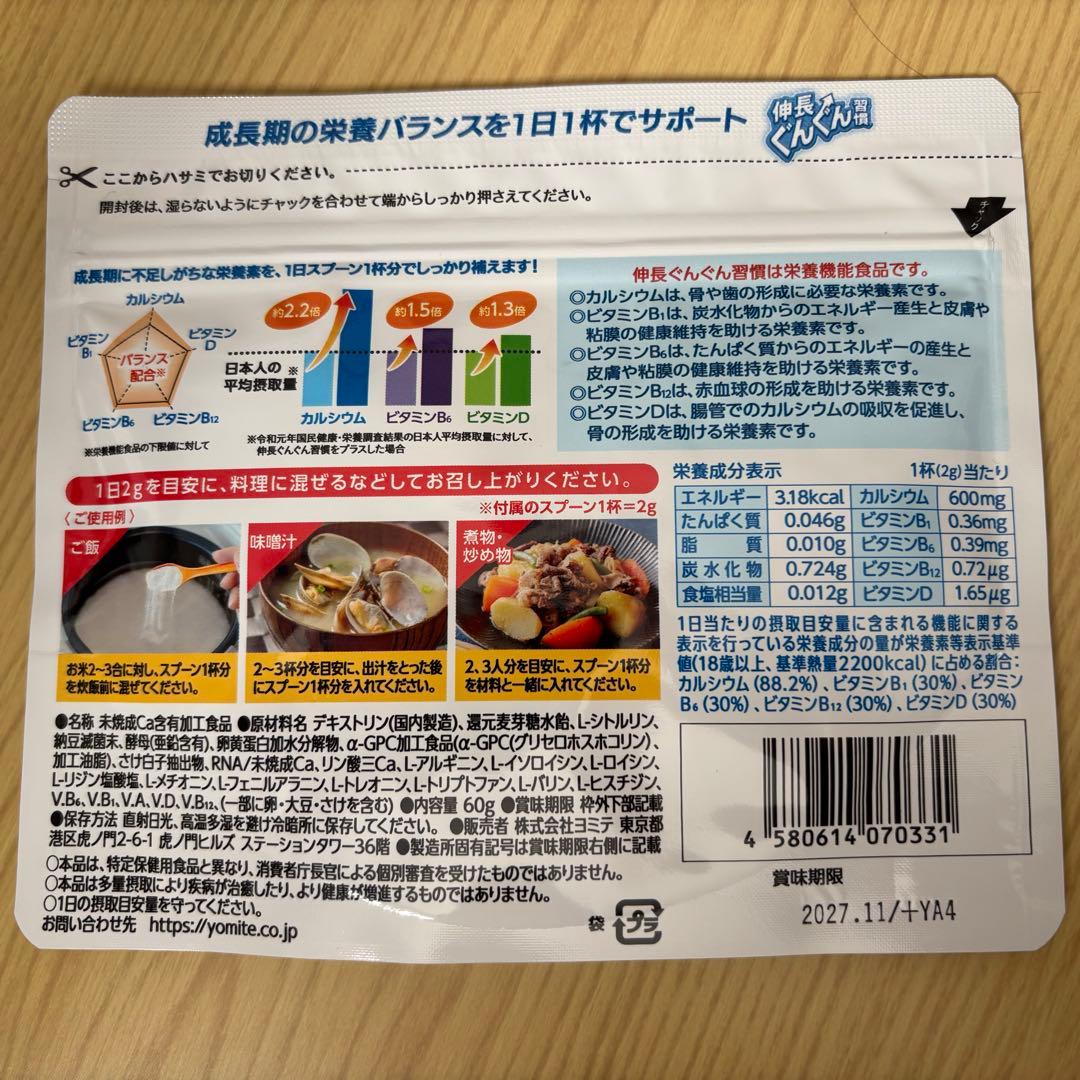 成長期の栄養バランスを1日1杯でサポート
伸長ぐんぐん習慣
ここからハサミでお切りください。
開封後は、湿らないようにチャックを合わせて端からしっかり押さえてください。
チャック
成長期に不足しがちな栄養素を、1日スプーン1杯分でしっかり補えます!
カルシウム
ビタミンB1
ビタミンD
バランス配合※
ビタミンB6
ビタミンB12
※栄養機能食品の下限値に対して
約2.2倍
約1.5倍
約1.3倍
日本人の※
平均摂取量
カルシウム
ビタミンB6
ビタミンD
※令和元年国民健康・栄養調査結果の日本人平均摂取量に対して、
伸長ぐんぐん習慣をプラスした場合
伸長ぐんぐん習慣は栄養機能食品です。
◎カルシウムは、骨や歯の形成に必要な栄養素です。
◎ビタミンB1は、炭水化物からのエネルギー産生と皮膚や
粘膜の健康維持を助ける栄養素です。
◎ビタミンB6は、たんぱく質からのエネルギーの産生と
皮膚や粘膜の健康維持を助ける栄養素です。
◎ビタミンB12は、赤血球の形成を助ける栄養素です。
◎ビタミンDは、腸管でのカルシウムの吸収を促進し、
骨の形成を助ける栄養素です。
1日2gを目安に、料理に混ぜるなどしてお召し上がりください。
〈ご使用例〉
※付属のスプーン1杯=2g
ご飯
お米2〜3合に対し、スプーン1杯分
を炊飯前に混ぜてください。
味噌汁
2〜3杯分を目安に、出汁をとった後
にスプーン1杯分を入れてください。
煮物・
炒め物
2、3人分を目安に、スプーン1杯分
を材料と一緒に入れてください。
栄養成分表示 1杯(2g)当たり
エネルギー 3.18kcal カルシウム 600mg
たんぱく質 0.046g ビタミンB1 0.36mg
脂質 0.010g ビタミンB6 0.39mg
炭水化物 0.724g ビタミンB12 0.72μg
食塩相当量 0.012g ビタミンD 1.65μg
1日当たりの摂取目安量に含まれる機能に関する
表示を行っている栄養成分の量が栄養素等表示基準
値(18歳以上、基準熱量2200kcal)に占める割合:
カルシウム(88.2%)、ビタミンB1(30%)、ビタミン
B6(30%)、ビタミンB12(30%)、ビタミンD(30%)
●名称 未焼成Ca含有加工食品 ●原材料名 デキストリン(国内製造)、還元麦芽糖水飴、L-シトルリン、
納豆滅菌末、酵母(亜鉛含有)、卵黄蛋白加水分解物、α-GPC加工食品(α-GPC(グリセロホスホコリン)、
加工油脂)、さけ白子抽出物、RNA/未焼成Ca、リン酸三Ca、L-アルギニン、L-イソロイシン、L-ロイシン、
L-リジン塩酸塩、L-メチオニン、L-フェニルアラニン、L-トレオニン、L-トリプトファン、L-バリン、L-ヒスチジン、
V.B6、V.B1、V.A、V.D、V.B12、(一部に卵・大豆・さけを含む) ●内容量 60g ●賞味期限 枠外下部記載
●保存方法 直射日光、高温多湿を避け冷暗所に保存してください。 ●販売者 株式会社ヨミテ 東京都
港区虎ノ門2-6-1 虎ノ門ヒルズ ステーションタワー36階 ●製造所固有記号は賞味期限右側に記載
○本品は、特定保健用食品と異なり、消費者庁長官による個別審査を受けたものではありません。
○本品は多量摂取により疾病が治癒したり、より健康が増進するものではありません。
○1日の摂取目安量を守ってください。
お問い合わせ先 https://yomite.co.jp
袋 プラ
4 580614 070331
賞味期限
2027.11/+YA4